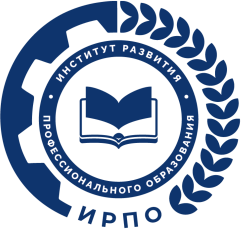 ИНСТИТУТ РАЗВИТИЯ
ПРОФЕССИОНАЛЬНОГО ОБРАЗОВАНИЯ
ИРПО